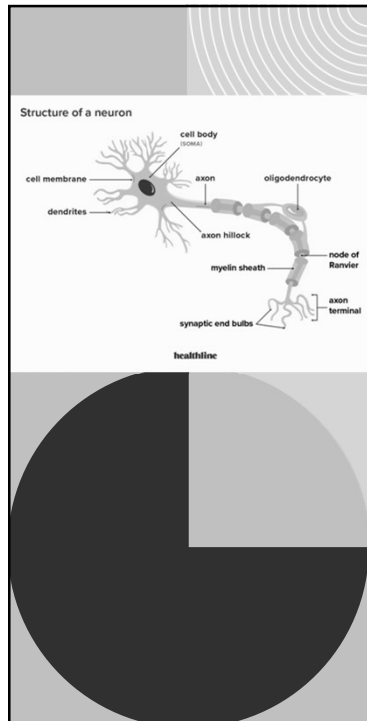 Structure of a neuron
cell body
(SOMA)
cell membrane
axon
oligodendrocyte
dendrites
axon hillock
node of
Ranvier
myelin sheath
axon
terminal
synaptic end bulbs
healthline